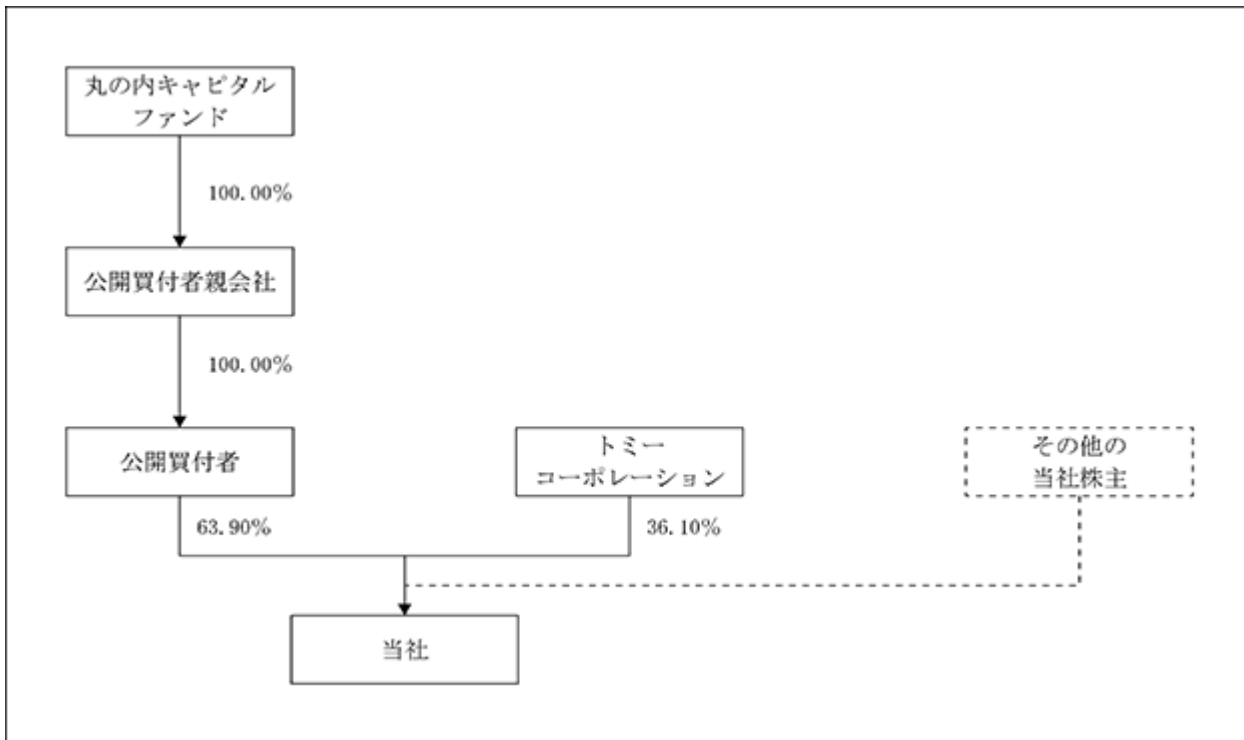 丸の内キャピタル
ファンド
100.00%
公開買付者親会社
100.00%
公開買付者
トミー
コーポレーション
その他の
当社株主
63.90%
36.10%
当社